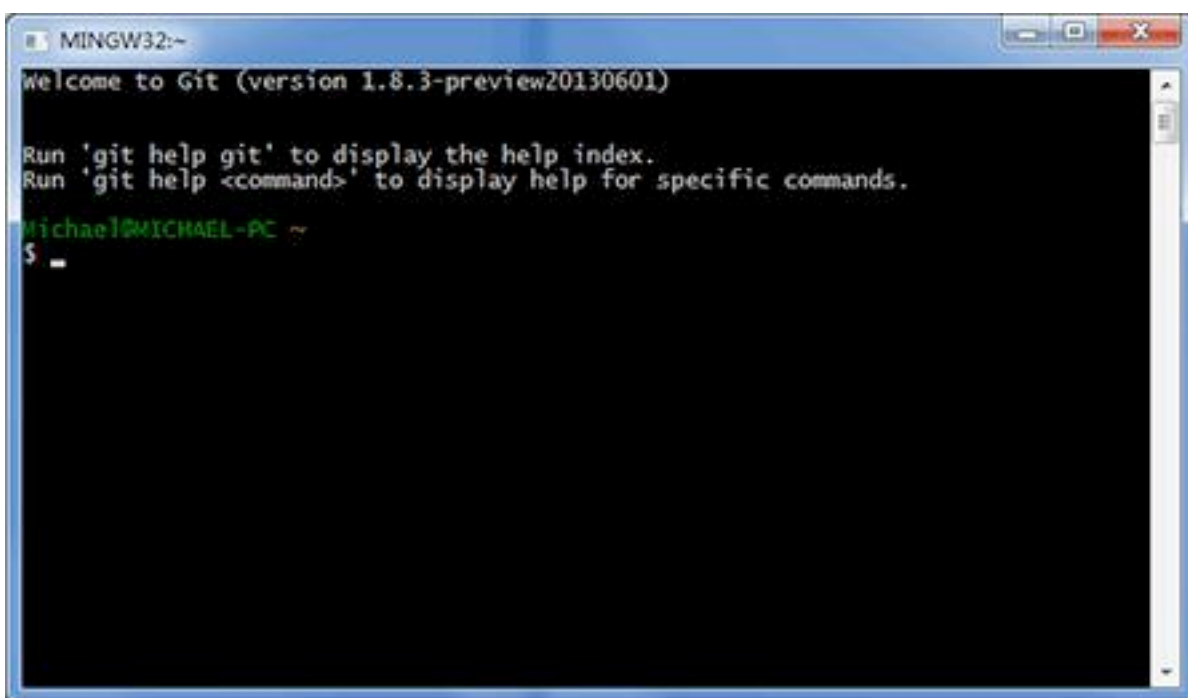 MINGW32:~
Welcome to Git (version 1.8.3-preview20130601)
Run 'git help git' to display the help index.
Run 'git help <command>' to display help for specific commands.
Michael@MICHAEL-PC ~
$